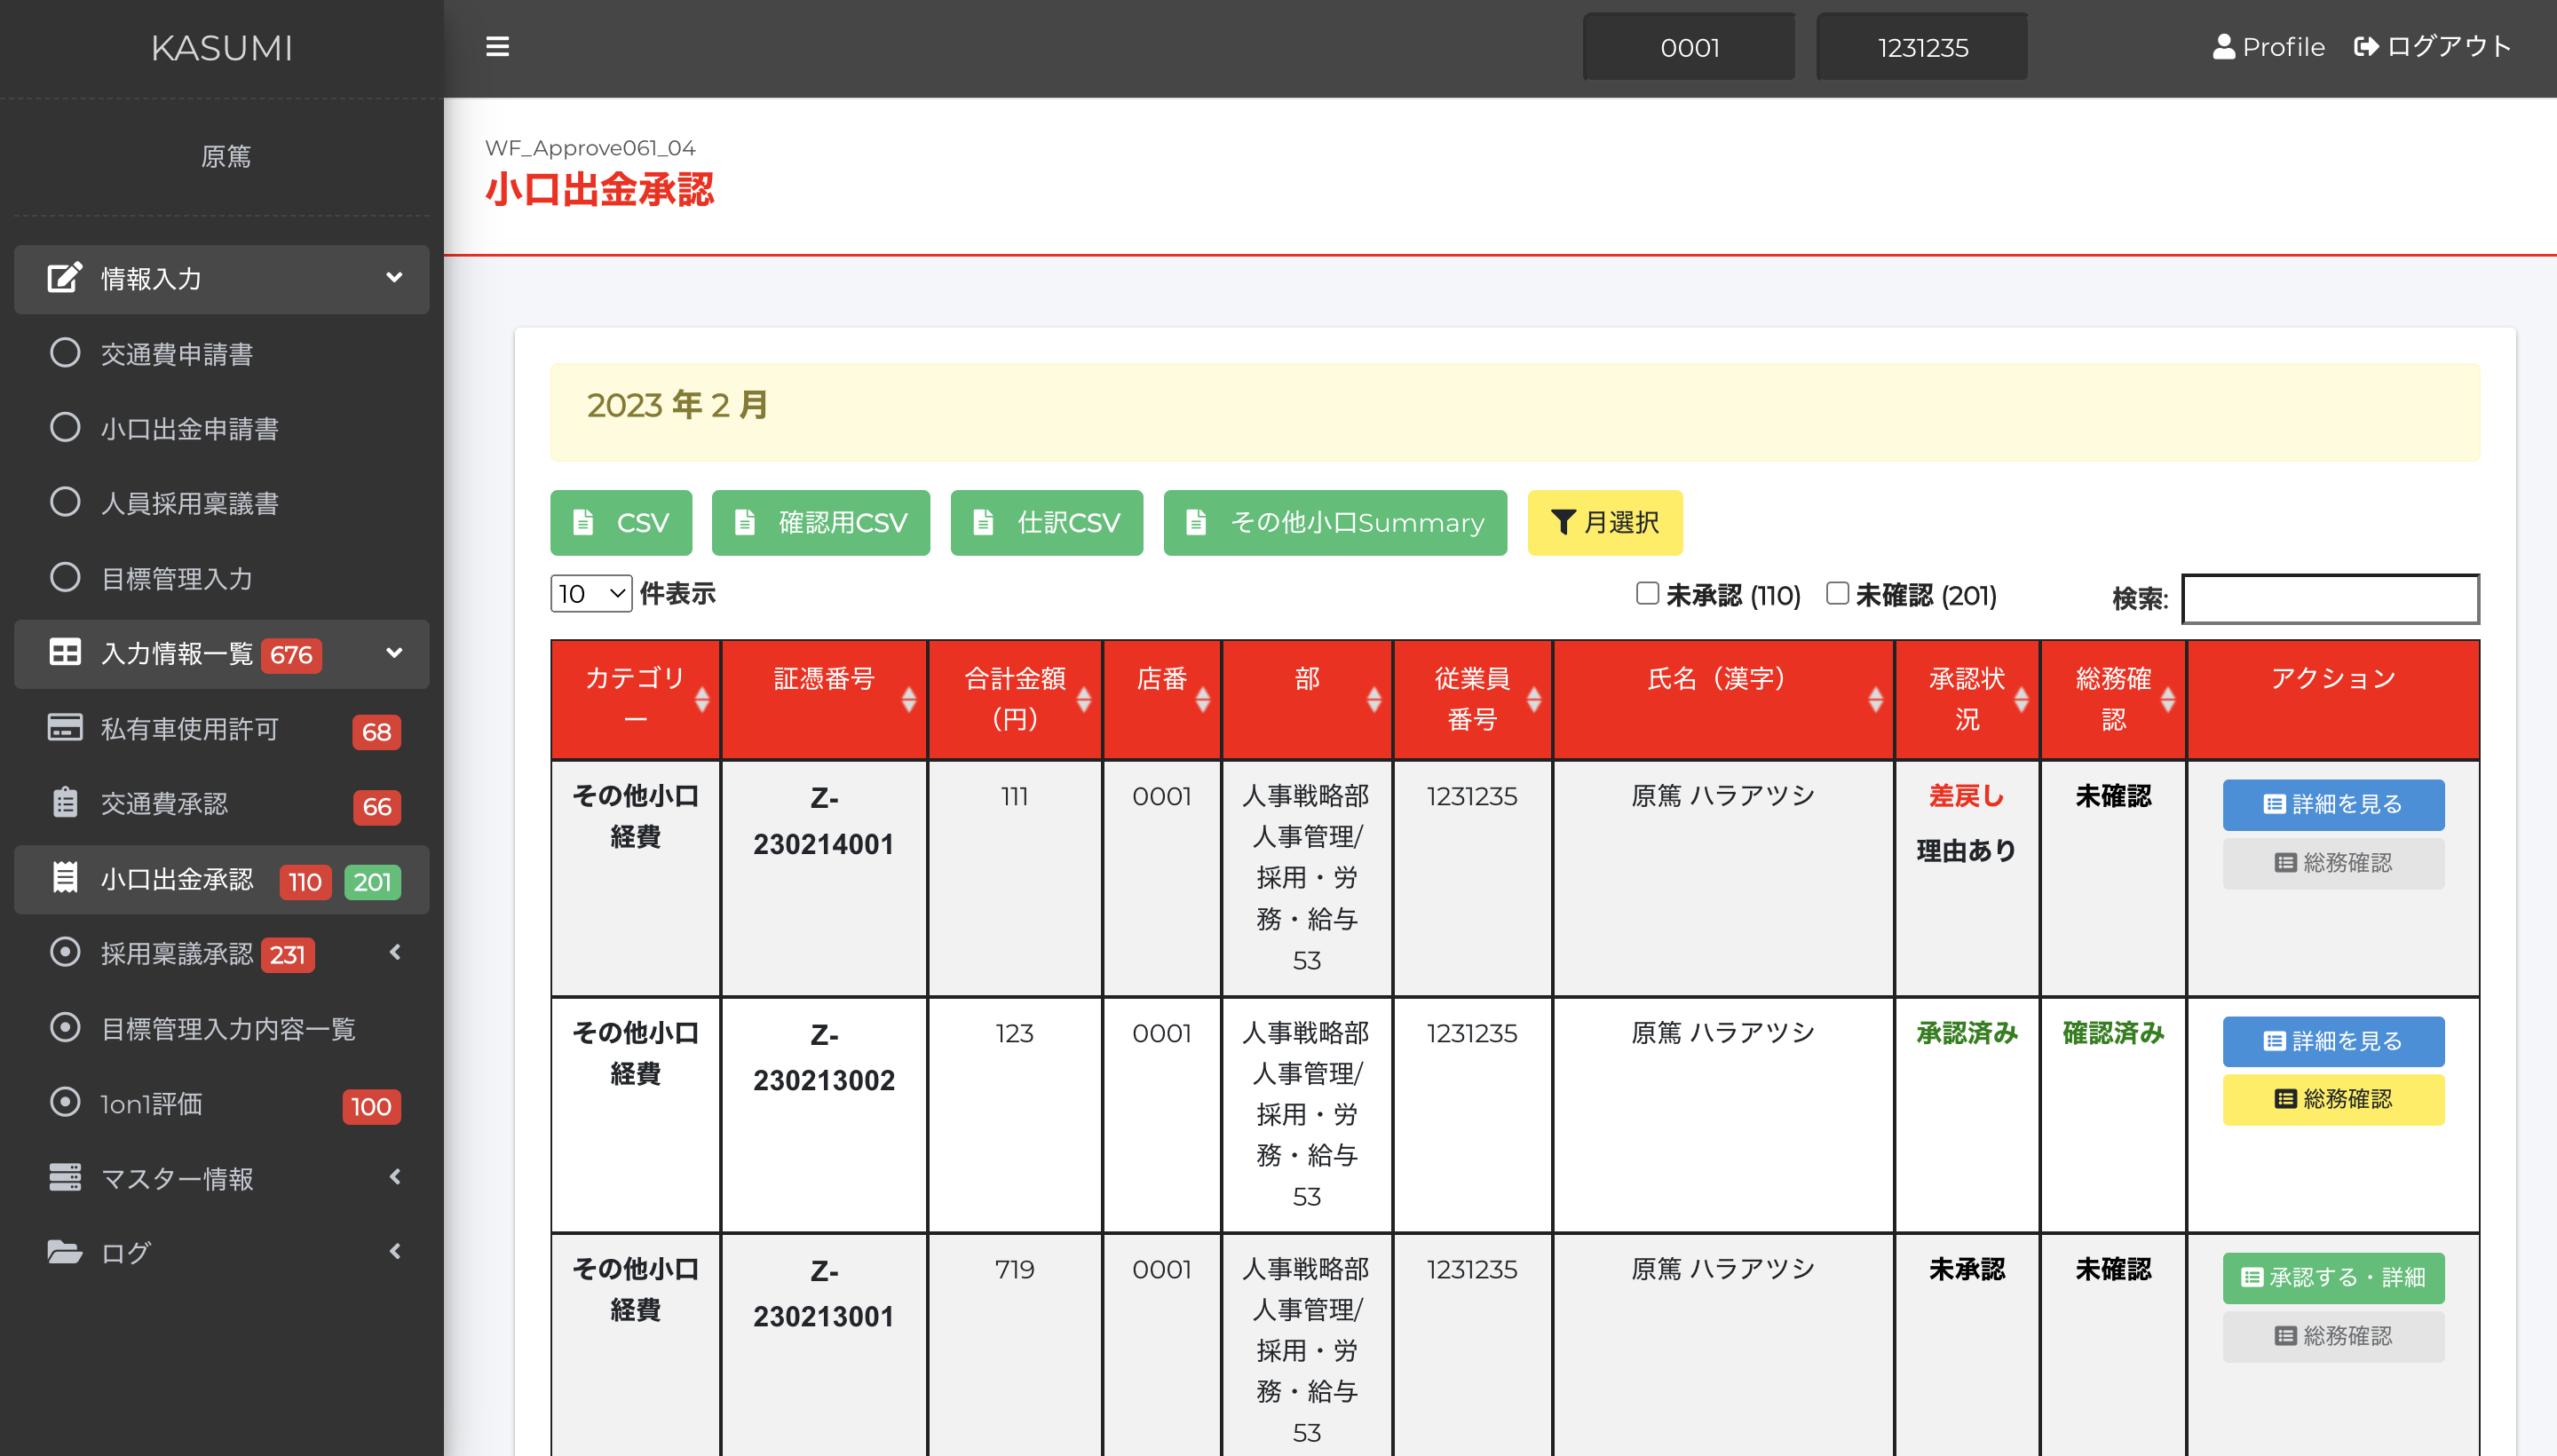 KASUMI
0001
1231235
Profile
ログアウト
原篤
情報入力
交通費申請書
小口出金申請書
人員採用稟議書
目標管理入力
入力情報一覧 676
私有車使用許可 68
交通費承認 66
小口出金承認 110 201
採用稟議承認 231
目標管理入力内容一覧
1on1評価 100
マスター情報
ログ
WF_Approve061_04
小口出金承認
2023 年 2 月
CSV
確認用CSV
仕訳CSV
その他小口Summary
月選択
10 件表示
未承認 (110)
未確認 (201)
検索:
カテゴリ
ー
証憑番号
合計金額
（円）
店番
部
従業員
番号
氏名（漢字）
承認状
況
総務確
認
アクション
その他小口
経費
Z-
230214001
111
0001
人事戦略部
人事管理/
採用・労
務・給与
53
1231235
原篤 ハラアツシ
差戻し
理由あり
未確認
詳細を見る
総務確認
その他小口
経費
Z-
230213002
123
0001
人事戦略部
人事管理/
採用・労
務・給与
53
1231235
原篤 ハラアツシ
承認済み
確認済み
詳細を見る
総務確認
その他小口
経費
Z-
230213001
719
0001
人事戦略部
人事管理/
採用・労
務・給与
53
1231235
原篤 ハラアツシ
未承認
未確認
承認する・詳細
総務確認